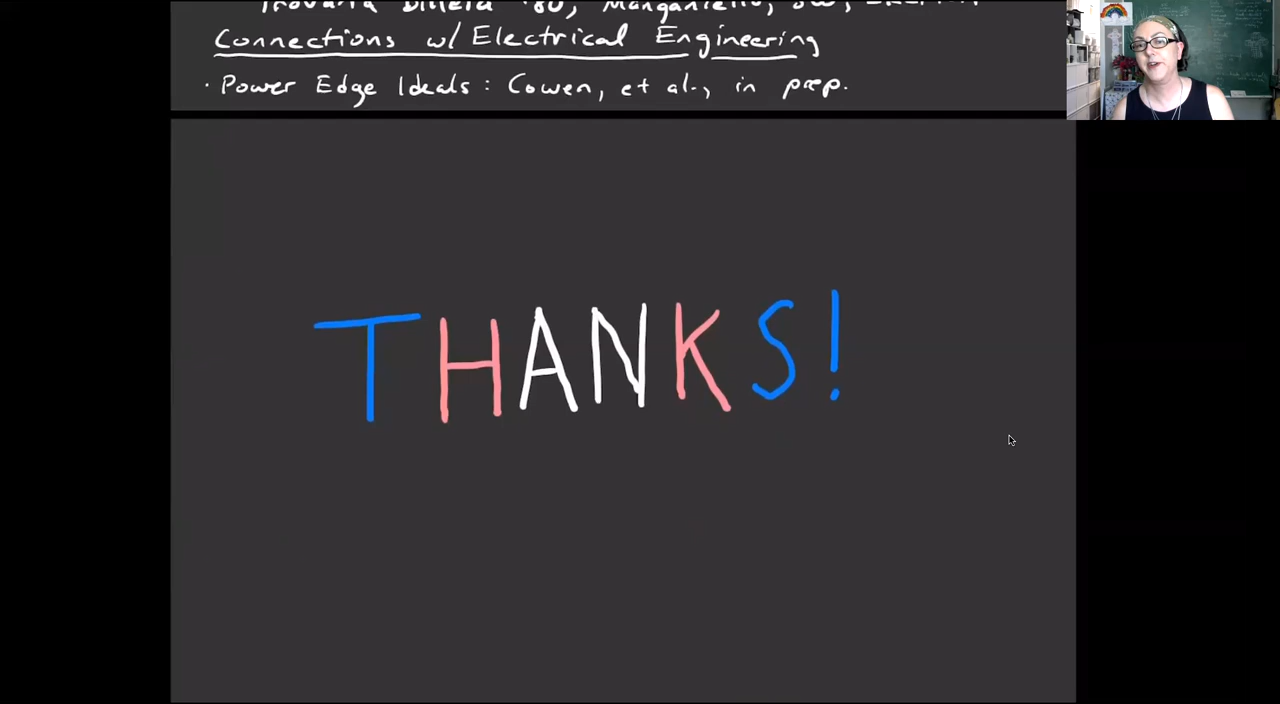 Connections w/ Electrical Engineering
· Power Edge Ideals: Cowen, et al., in prep.
THANKS!